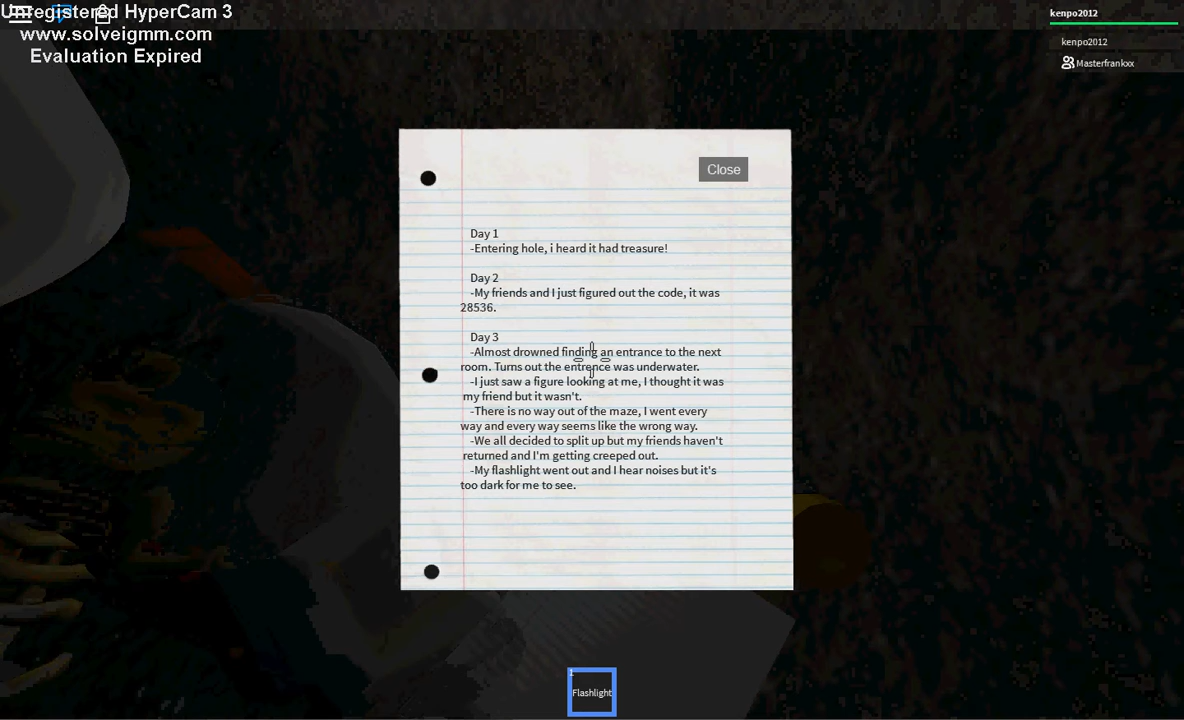 Unregistered HyperCam 3
www.solveigmm.com
Evaluation Expired
kenpo2012
kenpo2012
Masterfrankxx
Close
Day 1
-Entering hole, i heard it had treasure!
Day 2
-My friends and I just figured out the code, it was
28536.
Day 3
-Almost drowned finding an entrance to the next
room. Turns out the entrence was underwater.
-I just saw a figure looking at me, I thought it was
my friend but it wasn't.
-There is no way out of the maze, I went every
way and every way seems like the wrong way.
-We all decided to split up but my friends haven't
returned and I'm getting creeped out.
-My flashlight went out and I hear noises but it's
too dark for me to see.
1
Flashlight